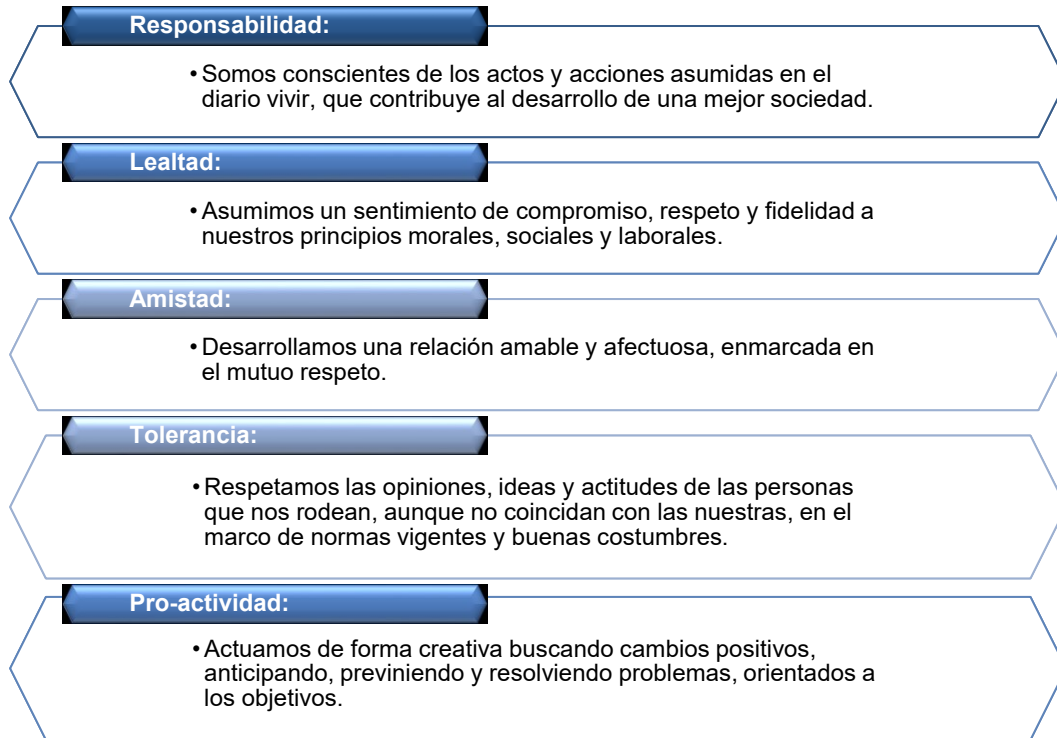 Responsabilidad:
• Somos conscientes de los actos y acciones asumidas en el
diario vivir, que contribuye al desarrollo de una mejor sociedad.
Lealtad:
• Asumimos un sentimiento de compromiso, respeto y fidelidad a
nuestros principios morales, sociales y laborales.
Amistad:
• Desarrollamos una relación amable y afectuosa, enmarcada en
el mutuo respeto.
Tolerancia:
• Respetamos las opiniones, ideas y actitudes de las personas
que nos rodean, aunque no coincidan con las nuestras, en el
marco de normas vigentes y buenas costumbres.
Pro-actividad:
• Actuamos de forma creativa buscando cambios positivos,
anticipando, previniendo y resolviendo problemas, orientados a
los objetivos.